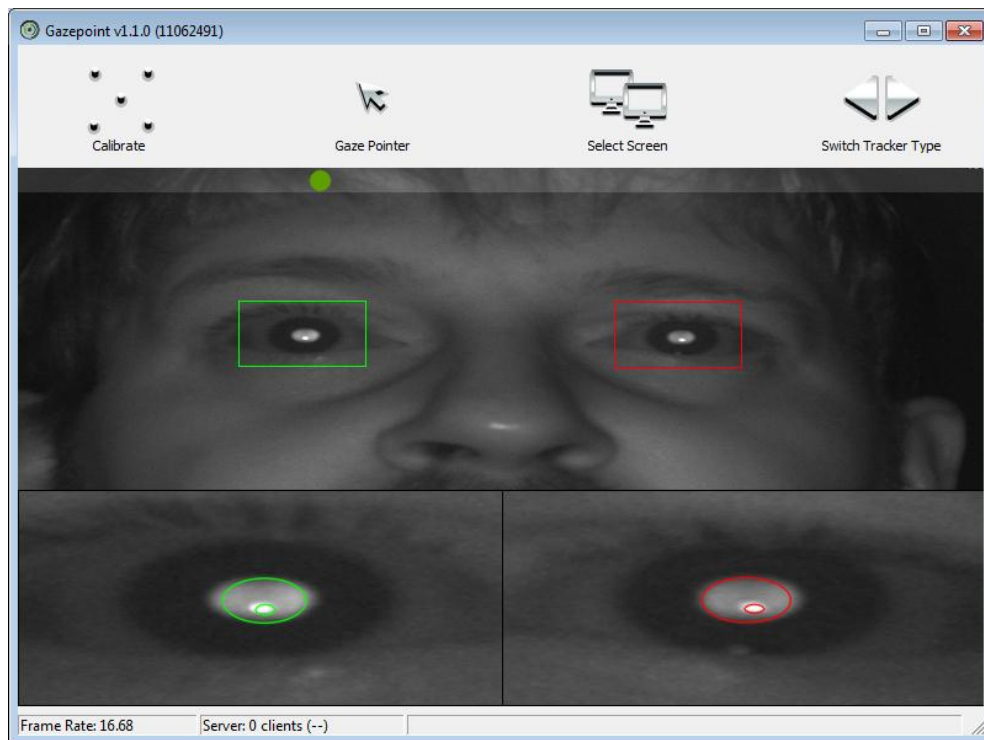 Gazepoint v1.1.0 (11062491)
Calibrate
Gaze Pointer
Select Screen
Switch Tracker Type
Frame Rate: 16.68
Server: 0 clients (--)